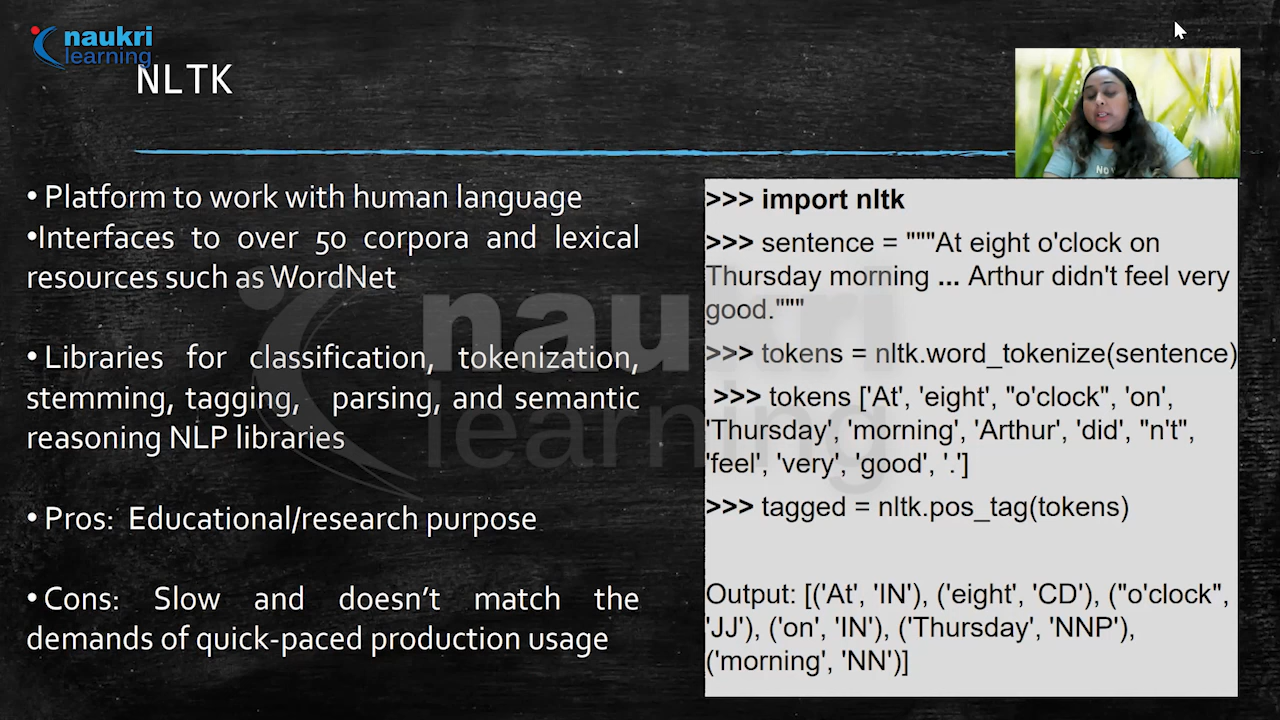 naukri
learning
NLTK
• Platform to work with human language
•Interfaces to over 50 corpora and lexical
resources such as WordNet
• Libraries for classification, tokenization,
stemming, tagging, parsing, and semantic
reasoning NLP libraries
• Pros: Educational/research purpose
• Cons: Slow and doesn't match the
demands of quick-paced production usage
>>> import nltk
>>> sentence = """At eight o'clock on
Thursday morning ... Arthur didn't feel very
good."""
>>> tokens = nltk.word_tokenize(sentence)
>>> tokens ['At', 'eight', "o'clock", 'on',
'Thursday', 'morning', 'Arthur', 'did', "n't",
'feel', 'very', 'good', '.']
>>> tagged = nltk.pos_tag(tokens)
Output: [('At', 'IN'), ('eight', 'CD'), ("o'clock",
'JJ'), ('on', 'IN'), ('Thursday', 'NNP'),
('morning', 'NN')]
naukri
learning